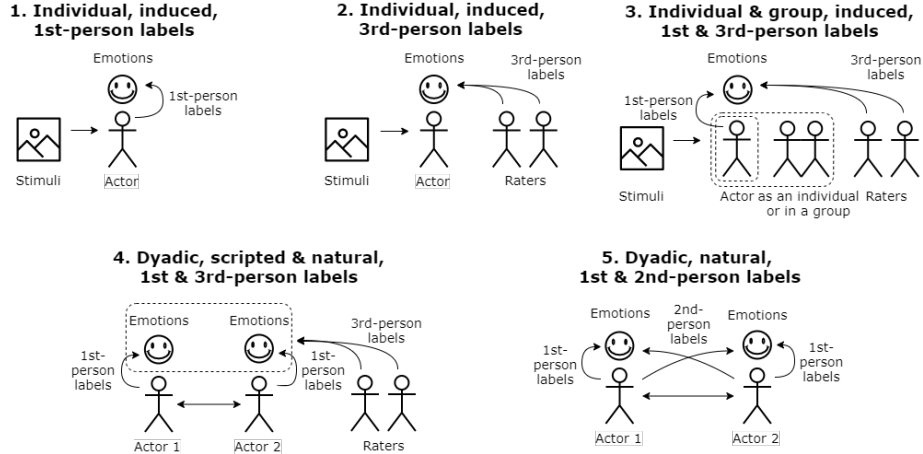 1. Individual, induced,
1st-person labels
Emotions
1st-person
labels
Stimuli
Actor
2. Individual, induced,
3rd-person labels
Emotions
3rd-person
labels
Stimuli
Actor
Raters
3. Individual & group, induced,
1st & 3rd-person labels
Emotions
3rd-person
labels
1st-person
labels
Stimuli
Actor as an individual
or in a group
Raters
4. Dyadic, scripted & natural,
1st & 3rd-person labels
Emotions
Emotions
3rd-person
labels
1st-
person
labels
1st-
person
labels
Actor 1
Actor 2
Raters
5. Dyadic, natural,
1st & 2nd-person labels
Emotions
2nd-
person
labels
Emotions
1st-
person
labels
1st-
person
labels
Actor 1
Actor 2